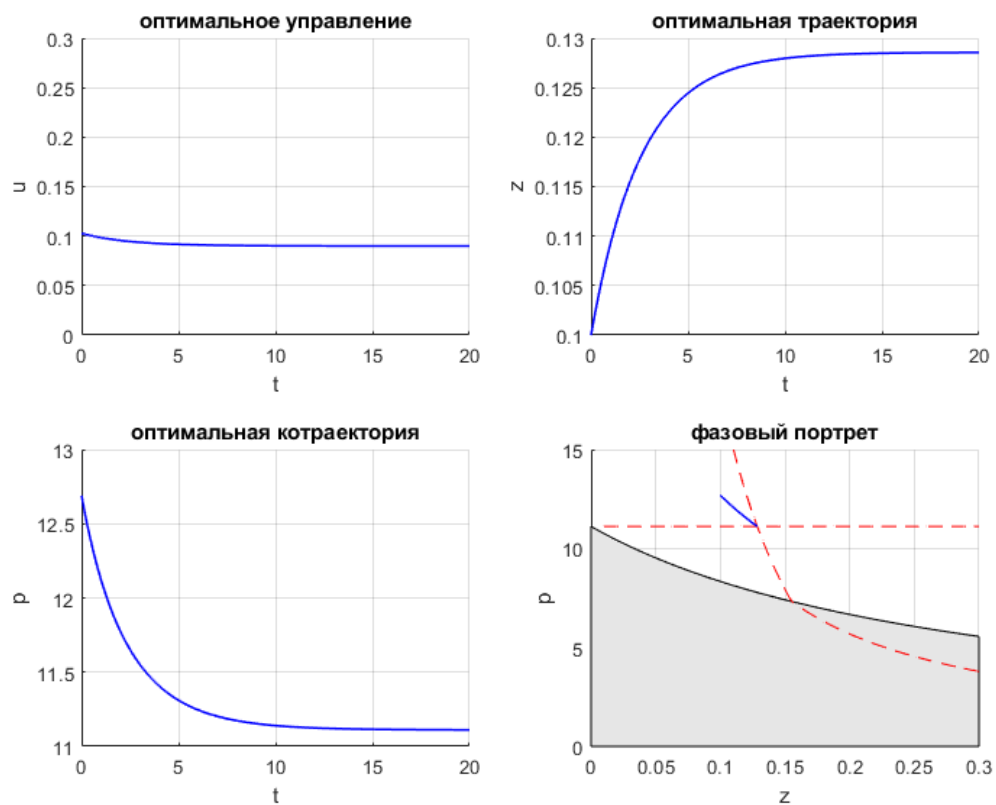 оптимальное управление
0.3
0.25
0.2
0.15
0.1
0.05
0
u
0 5 10 15 20
t
оптимальная траектория
0.13
0.125
0.12
0.115
0.11
0.105
0.1
z
0 5 10 15 20
t
оптимальная котраектория
13
12.5
12
11.5
11
p
0 5 10 15 20
t
фазовый портрет
15
10
5
0
p
0 0.05 0.1 0.15 0.2 0.25 0.3
z